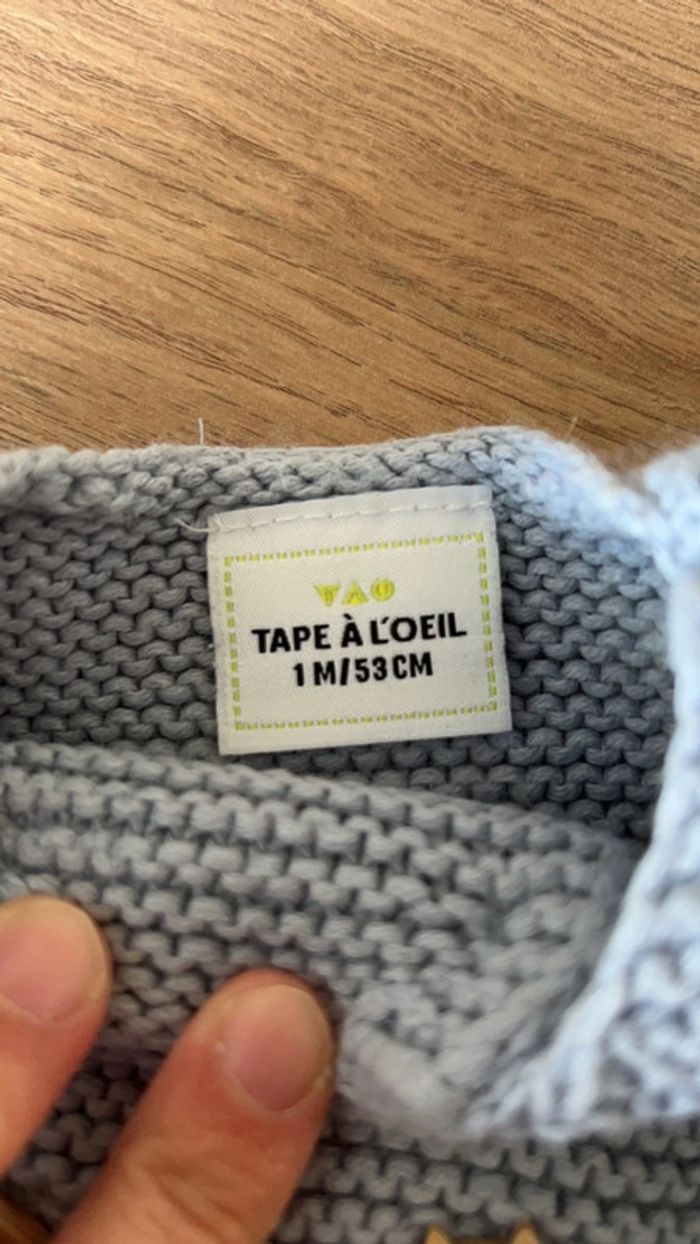 TAO
TAPE À L'OEIL
1 M/53 CM